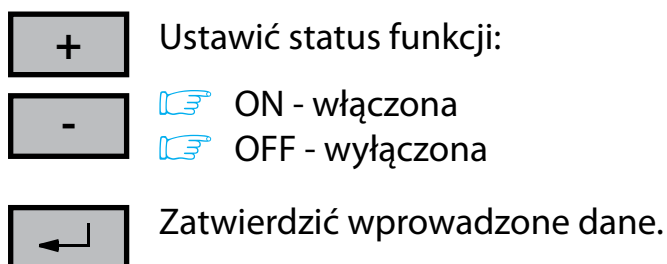 + Ustawić status funkcji:
- ☞ ON - włączona
☞ OFF - wyłączona
Zatwierdzić wprowadzone dane.